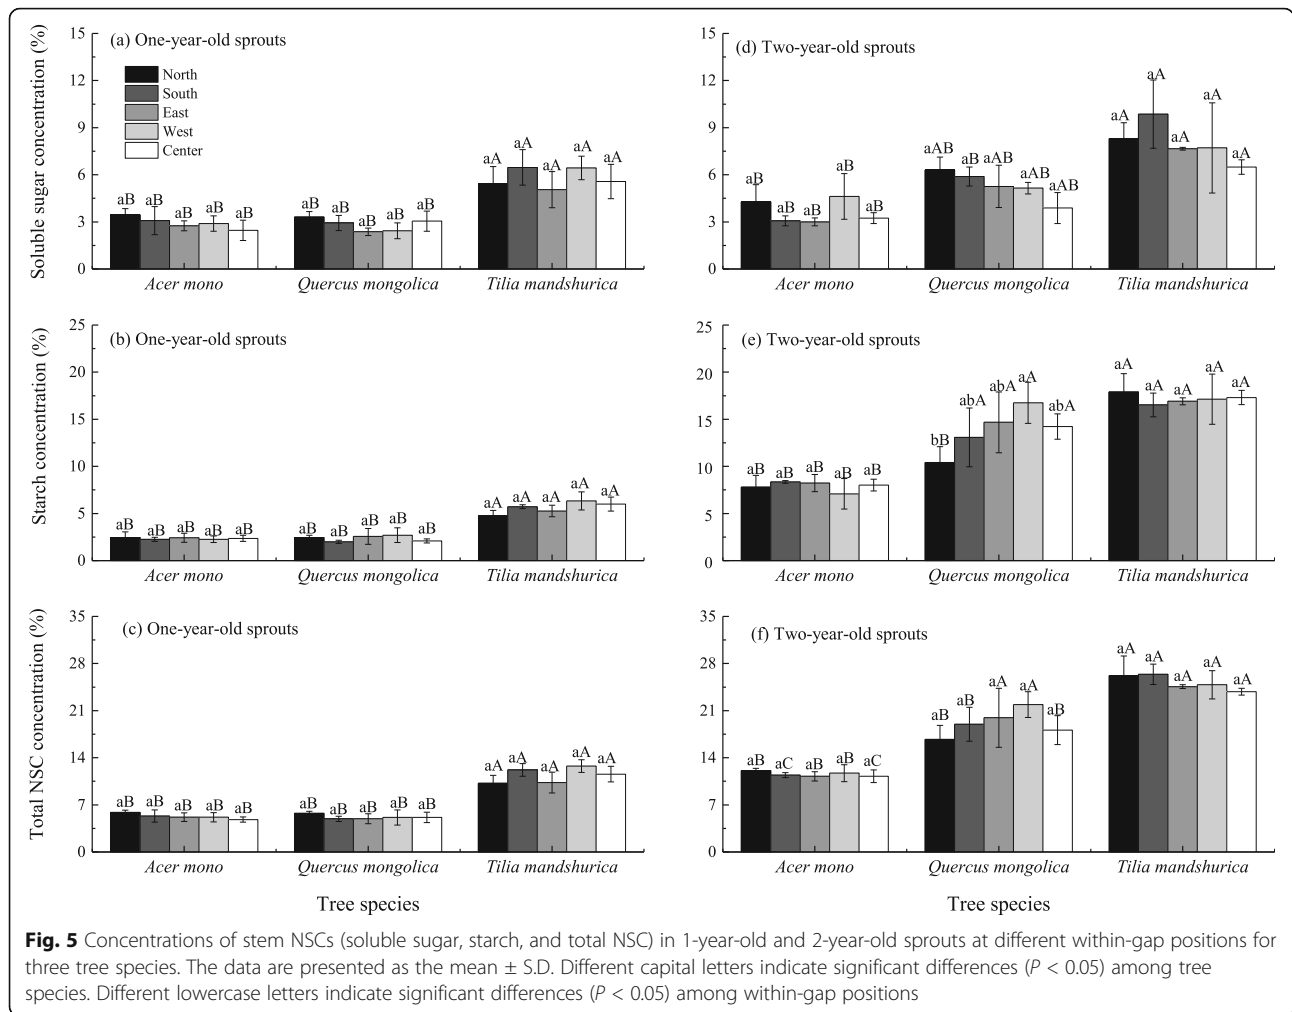 Soluble sugar concentration (%)
15
12
9
6
3
0
(a) One-year-old sprouts
North
South
East
West
Center
aB aB aB aB aB
aB aB aB aB aB
aA aA aA aA aA
Acer mono Quercus mongolica Tilia mandshurica
15
12
9
6
3
0
(d) Two-year-old sprouts
aB aB aB aB aB
aAB aB aAB aAB aAB
aA aA aA aA aA
Acer mono Quercus mongolica Tilia mandshurica
Starch concentration (%)
25
20
15
10
5
0
(b) One-year-old sprouts
aB aB aB aB aB
aB aB aB aB aB
aA aA aA aA aA
Acer mono Quercus mongolica Tilia mandshurica
25
20
15
10
5
0
(e) Two-year-old sprouts
aB aB aB aB aB
bB abA abA aA abA
aA aA aA aA aA
Acer mono Quercus mongolica Tilia mandshurica
Total NSC concentration (%)
35
28
21
14
7
0
(c) One-year-old sprouts
aB aB aB aB aB
aB aB aB aB aB
aA aA aA aA aA
Acer mono Quercus mongolica Tilia mandshurica
Tree species
35
28
21
14
7
0
(f) Two-year-old sprouts
aB aC aB aB aC
aB aB aA aA aB
aA aA aA aA aA
Acer mono Quercus mongolica Tilia mandshurica
Tree species
Fig. 5 Concentrations of stem NSCs (soluble sugar, starch, and total NSC) in 1-year-old and 2-year-old sprouts at different within-gap positions for
three tree species. The data are presented as the mean ± S.D. Different capital letters indicate significant differences (P < 0.05) among tree
species. Different lowercase letters indicate significant differences (P < 0.05) among within-gap positions